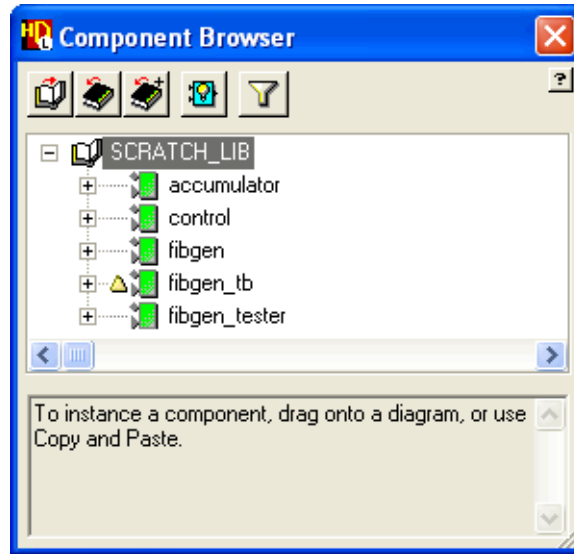 Component Browser
?
SCRATCH_LIB
accumulator
control
fibgen
fibgen_tb
fibgen_tester
To instance a component, drag onto a diagram, or use
Copy and Paste.